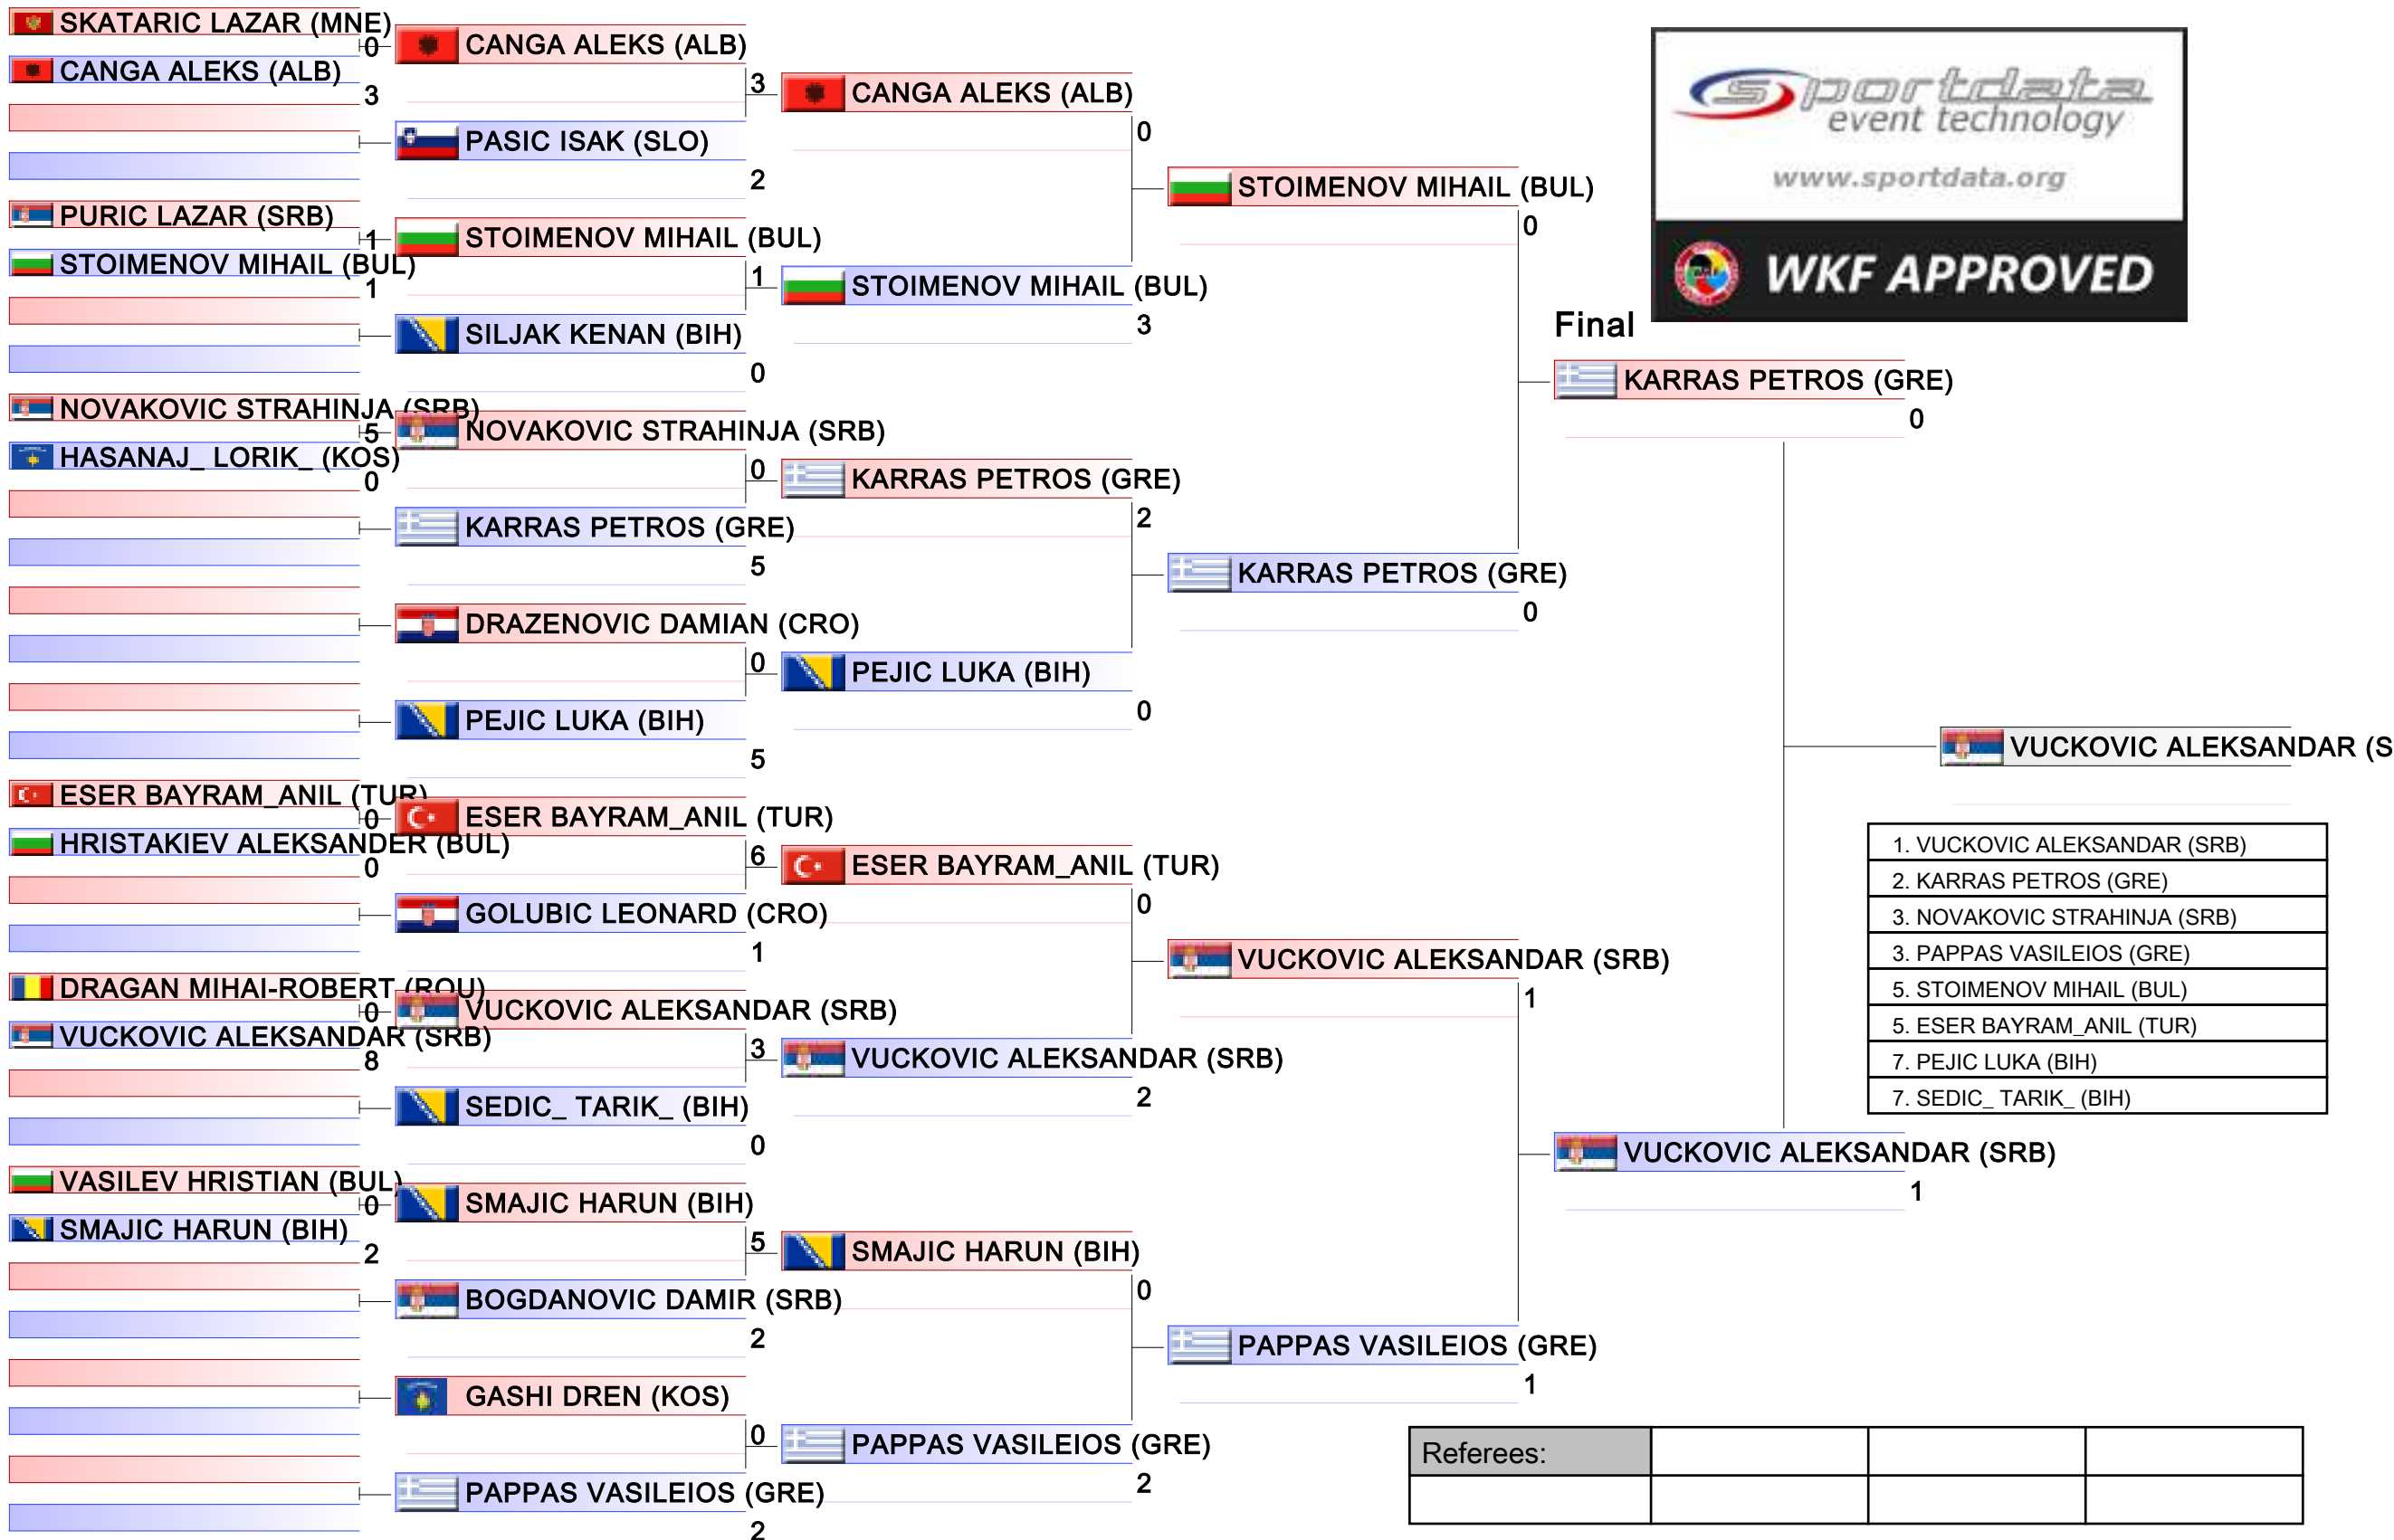 SKATARIC LAZAR (MNE)
0
CANGA ALEKS (ALB)
3
PURIC LAZAR (SRB)
1
STOIMENOV MIHAIL (BUL)
1
NOVAKOVIC STRAHINJA (SRB)
5
HASANAJ_ LORIK_ (KOS)
0
ESER BAYRAM_ANIL (TUR)
0
HRISTAKIEV ALEKSANDER (BUL)
0
DRAGAN MIHAI-ROBERT (ROU)
0
VUCKOVIC ALEKSANDAR (SRB)
8
VASILEV HRISTIAN (BUL)
0
SMAJIC HARUN (BIH)
2
CANGA ALEKS (ALB)
3
PASIC ISAK (SLO)
2
STOIMENOV MIHAIL (BUL)
1
SILJAK KENAN (BIH)
0
NOVAKOVIC STRAHINJA (SRB)
0
KARRAS PETROS (GRE)
5
DRAZENOVIC DAMIAN (CRO)
0
PEJIC LUKA (BIH)
5
ESER BAYRAM_ANIL (TUR)
6
GOLUBIC LEONARD (CRO)
1
VUCKOVIC ALEKSANDAR (SRB)
3
SEDIC_ TARIK_ (BIH)
0
SMAJIC HARUN (BIH)
5
BOGDANOVIC DAMIR (SRB)
2
GASHI DREN (KOS)
0
PAPPAS VASILEIOS (GRE)
2
CANGA ALEKS (ALB)
0
STOIMENOV MIHAIL (BUL)
3
KARRAS PETROS (GRE)
2
PEJIC LUKA (BIH)
0
ESER BAYRAM_ANIL (TUR)
0
VUCKOVIC ALEKSANDAR (SRB)
2
SMAJIC HARUN (BIH)
0
PAPPAS VASILEIOS (GRE)
2
STOIMENOV MIHAIL (BUL)
0
KARRAS PETROS (GRE)
0
VUCKOVIC ALEKSANDAR (SRB)
1
PAPPAS VASILEIOS (GRE)
1
sportdata
event technology
www.sportdata.org
WKF APPROVED
Final
KARRAS PETROS (GRE)
0
VUCKOVIC ALEKSANDAR (SRB)
1
VUCKOVIC ALEKSANDAR (S
1. VUCKOVIC ALEKSANDAR (SRB)
2. KARRAS PETROS (GRE)
3. NOVAKOVIC STRAHINJA (SRB)
3. PAPPAS VASILEIOS (GRE)
5. STOIMENOV MIHAIL (BUL)
5. ESER BAYRAM_ANIL (TUR)
7. PEJIC LUKA (BIH)
7. SEDIC_ TARIK_ (BIH)
Referees: